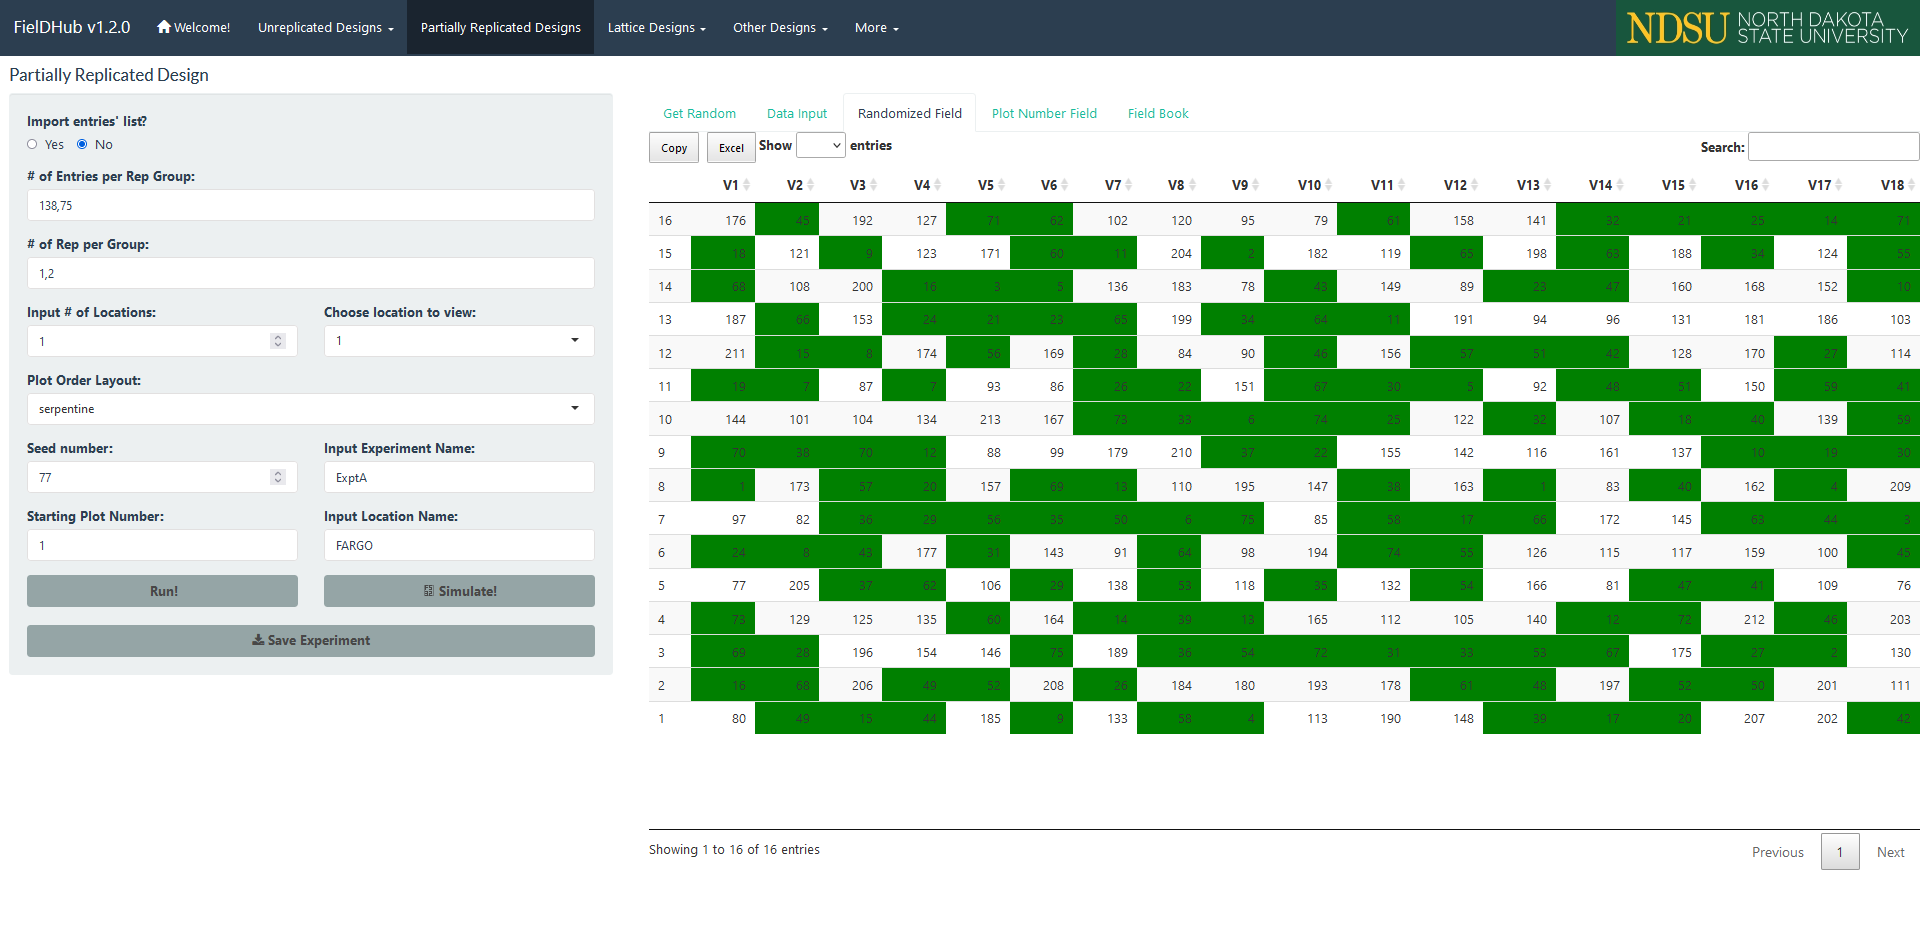 FielDHub v1.2.0 Welcome! Unreplicated Designs Partially Replicated Designs Lattice Designs Other Designs More NDSU NORTH DAKOTA STATE UNIVERSITY
Partially Replicated Design
Import entries' list?
Yes No
# of Entries per Rep Group:
138,75
# of Rep per Group:
1,2
Input # of Locations: Choose location to view:
1 1
Plot Order Layout:
serpentine
Seed number: Input Experiment Name:
77 ExptA
Starting Plot Number: Input Location Name:
1 FARGO
Run! Simulate!
Save Experiment
Get Random Data Input Randomized Field Plot Number Field Field Book
Copy Excel Show entries Search:
V1 V2 V3 V4 V5 V6 V7 V8 V9 V10 V11 V12 V13 V14 V15 V16 V17 V18
16 176 45 192 127 71 62 102 120 95 79 61 158 141 32 21 25 14 71
15 18 121 9 123 171 60 11 204 2 182 119 65 198 63 188 34 124 55
14 68 108 200 16 3 5 136 183 78 43 149 89 23 47 160 168 152 10
13 187 66 153 24 21 23 65 199 34 64 11 191 94 96 131 181 186 103
12 211 15 8 174 56 169 28 84 90 46 156 57 51 42 128 170 27 114
11 19 7 87 7 93 86 26 22 151 67 30 5 92 48 51 150 59 41
10 144 101 104 134 213 167 73 33 6 74 25 122 32 107 18 40 139 59
9 70 38 70 12 88 99 179 210 37 22 155 142 116 161 137 10 19 30
8 1 173 57 20 157 69 13 110 195 147 38 163 1 83 40 162 4 209
7 97 82 36 29 56 35 50 6 75 85 58 17 66 172 145 63 44 3
6 24 8 43 177 31 143 91 64 98 194 74 55 126 115 117 159 100 45
5 77 205 37 62 106 29 138 53 118 35 132 54 166 81 47 41 109 76
4 73 129 125 135 60 164 14 39 13 165 112 105 140 12 72 212 46 203
3 69 28 196 154 146 75 189 36 54 72 31 33 53 67 175 27 2 130
2 16 68 206 49 52 208 26 184 180 193 178 61 48 197 52 50 201 111
1 80 49 15 44 185 9 133 58 4 113 190 148 39 17 20 207 202 42
Showing 1 to 16 of 16 entries Previous 1 Next